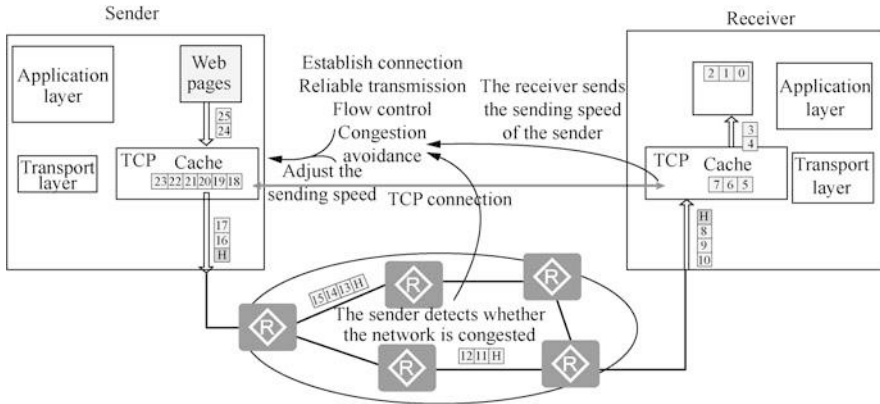 Sender
Receiver
Application
layer
Web
pages
25
24
Transport
layer
TCP
Cache
23 22 21 20 19 18
17
16
H
Establish connection
Reliable transmission
Flow control
Congestion
avoidance
Adjust the
sending speed
TCP connection
The receiver sends
the sending speed
of the sender
2 1 0
3
4
Application
layer
TCP
Cache
7 6 5
Transport
layer
H
8
9
10
15 14 13 H
R
R
R
R
R
The sender detects whether
the network is congested
12 11 H